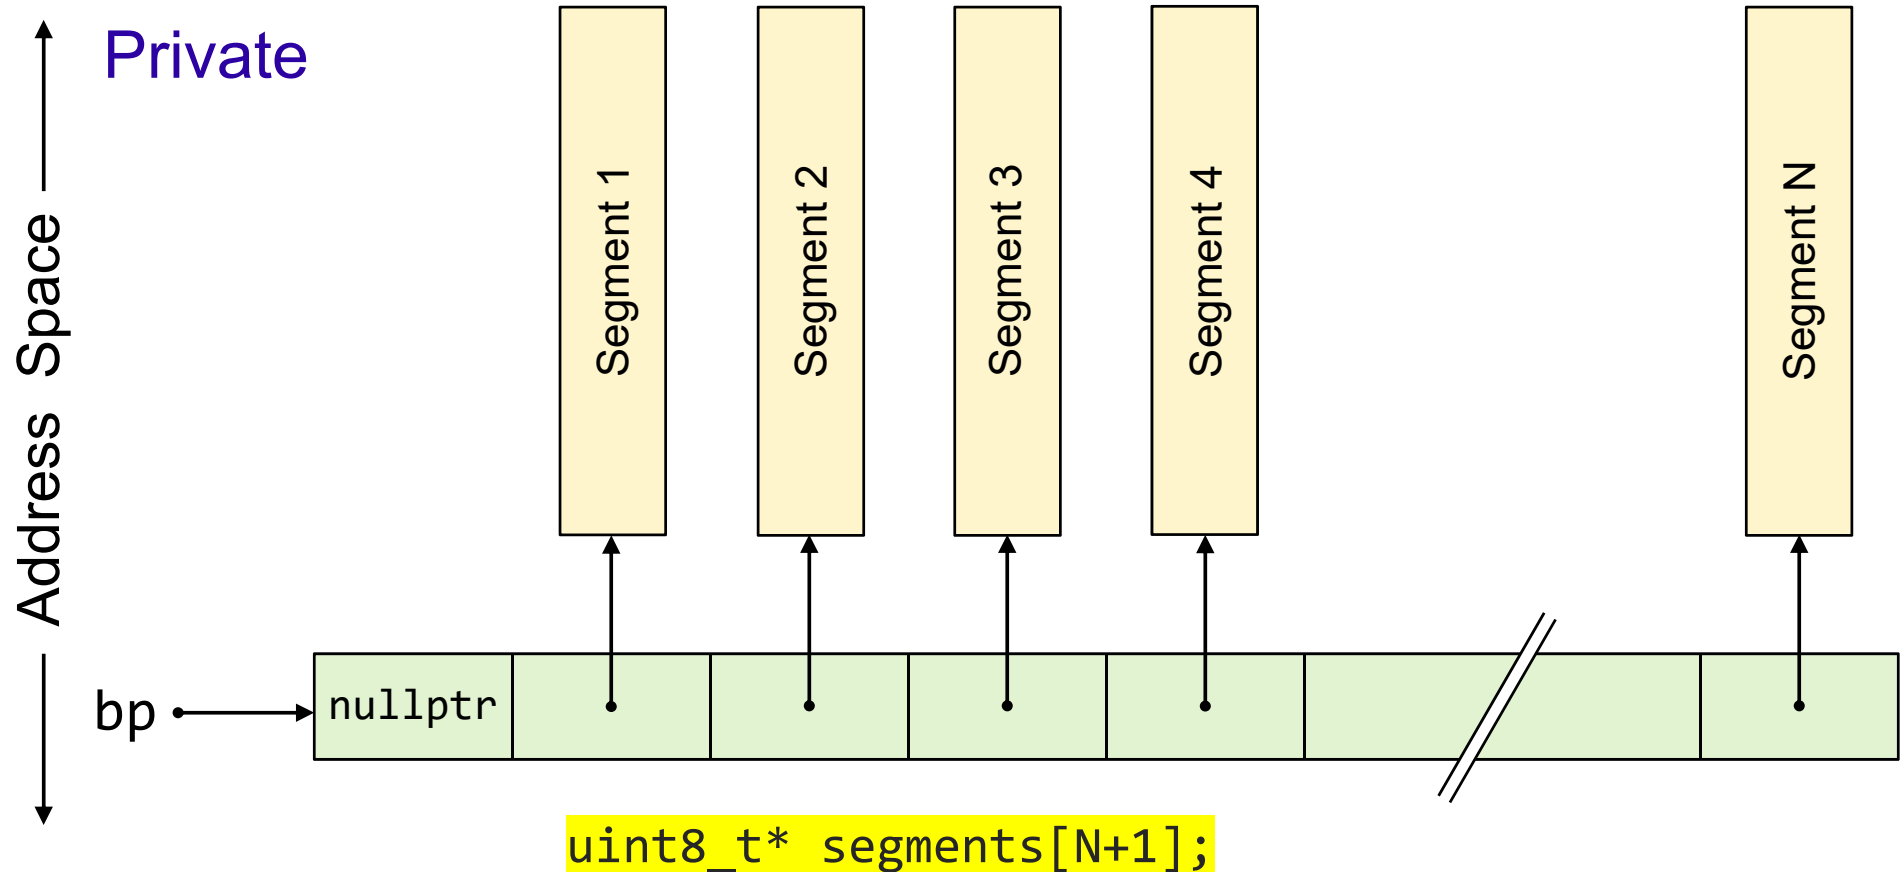 Private
Address Space
Segment 1
Segment 2
Segment 3
Segment 4
Segment N
bp
nullptr
uint8_t* segments[N+1];